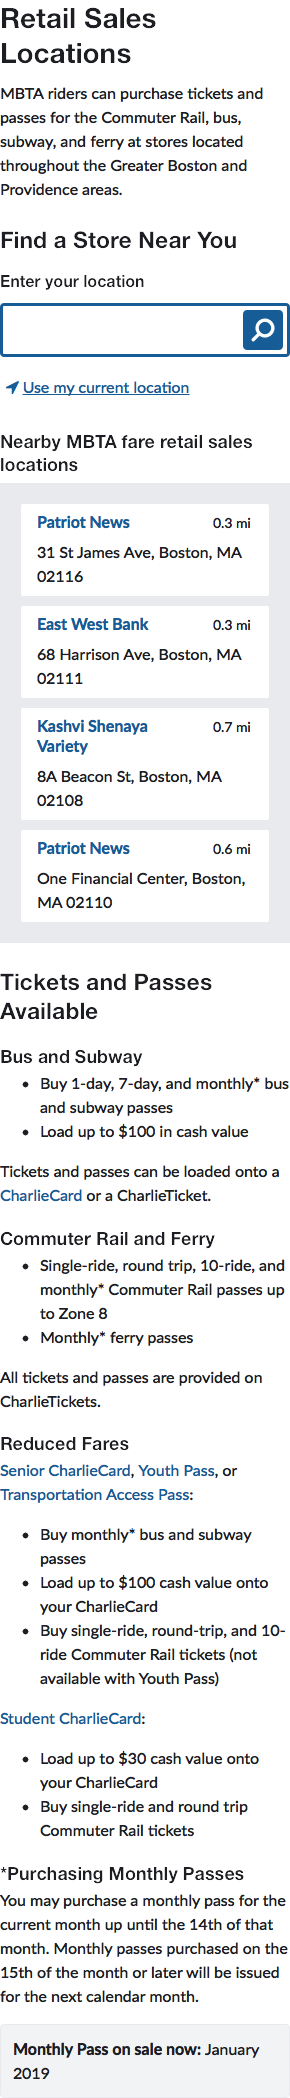 Retail Sales
Locations
MBTA riders can purchase tickets and
passes for the Commuter Rail, bus,
subway, and ferry at stores located
throughout the Greater Boston and
Providence areas.
Find a Store Near You
Enter your location
Use my current location
Nearby MBTA fare retail sales
locations
Patriot News 0.3 mi
31 St James Ave, Boston, MA
02116
East West Bank 0.3 mi
68 Harrison Ave, Boston, MA
02111
Kashvi Shenaya 0.7 mi
Variety
8A Beacon St, Boston, MA
02108
Patriot News 0.6 mi
One Financial Center, Boston,
MA 02110
Tickets and Passes
Available
Bus and Subway
• Buy 1-day, 7-day, and monthly* bus
and subway passes
• Load up to $100 in cash value
Tickets and passes can be loaded onto a
CharlieCard or a CharlieTicket.
Commuter Rail and Ferry
• Single-ride, round trip, 10-ride, and
monthly* Commuter Rail passes up
to Zone 8
• Monthly* ferry passes
All tickets and passes are provided on
CharlieTickets.
Reduced Fares
Senior CharlieCard, Youth Pass, or
Transportation Access Pass:
• Buy monthly* bus and subway
passes
• Load up to $100 cash value onto
your CharlieCard
• Buy single-ride, round-trip, and 10-
ride Commuter Rail tickets (not
available with Youth Pass)
Student CharlieCard:
• Load up to $30 cash value onto
your CharlieCard
• Buy single-ride and round trip
Commuter Rail tickets
*Purchasing Monthly Passes
You may purchase a monthly pass for the
current month up until the 14th of that
month. Monthly passes purchased on the
15th of the month or later will be issued
for the next calendar month.
Monthly Pass on sale now: January
2019